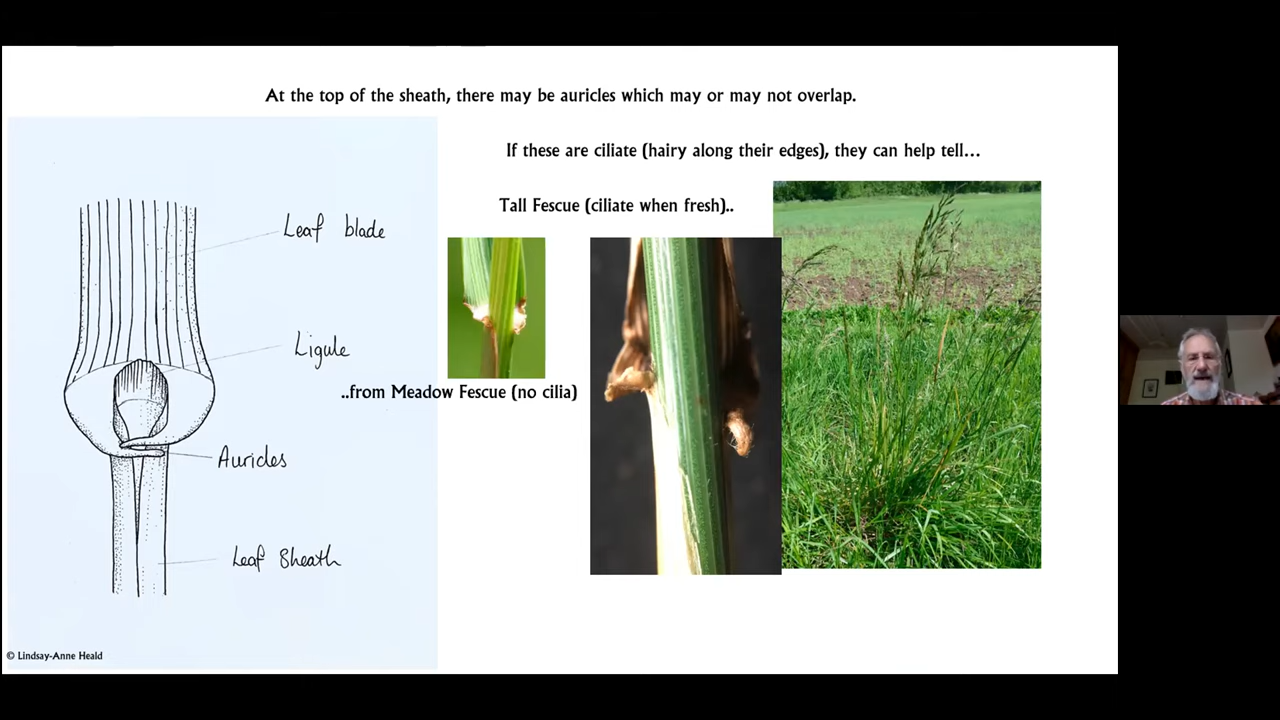 At the top of the sheath, there may be auricles which may or may not overlap.
If these are ciliate (hairy along their edges), they can help tell...
Tall Fescue (ciliate when fresh)..
..from Meadow Fescue (no cilia)
Leaf blade
Ligule
Auricles
Leaf Sheath
© Lindsay-Anne Heald